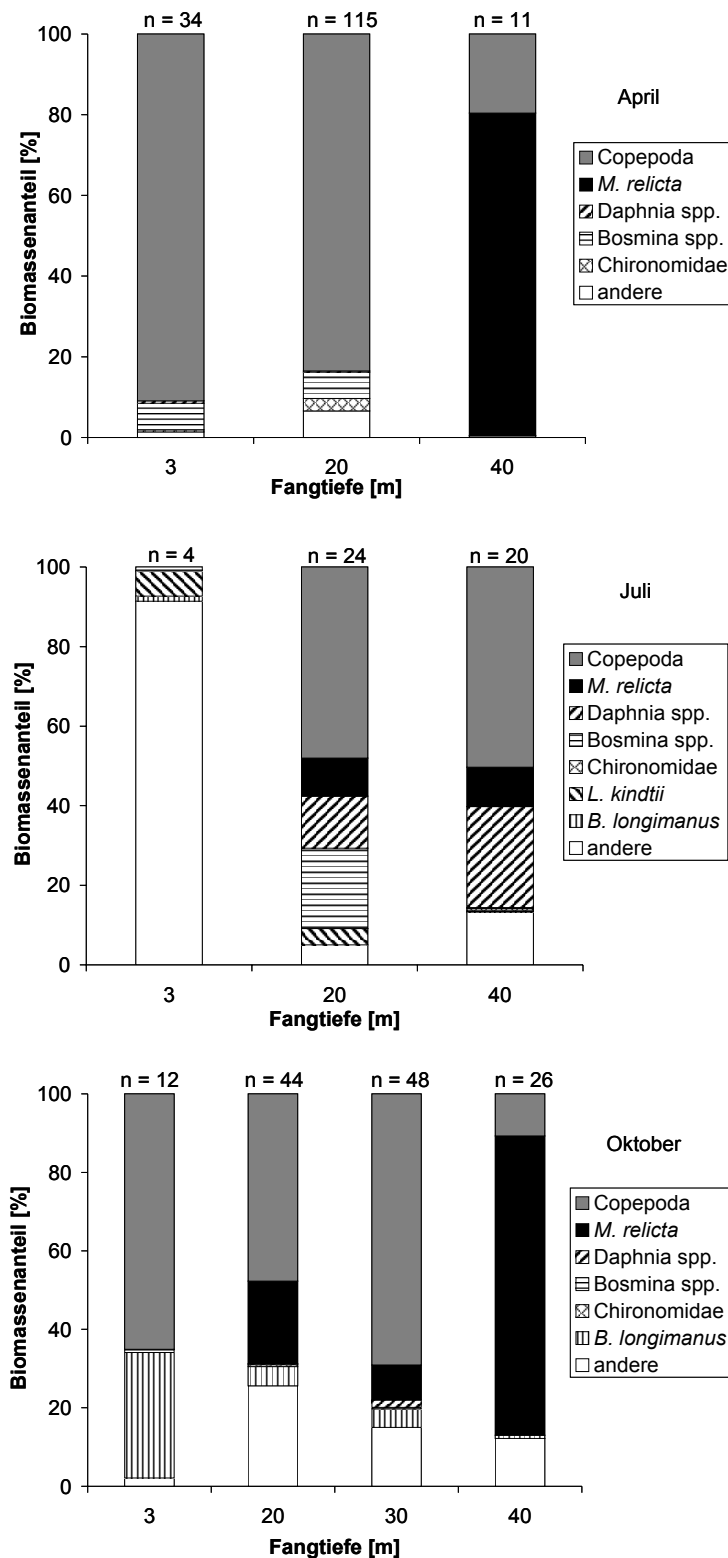 n = 34 n = 115 n = 11
100
80
60
40
20
0
Biomassenanteil [%]
3 20 40
Fangtiefe [m]
April
Copepoda
M. relicta
Daphnia spp.
Bosmina spp.
Chironomidae
andere
n = 4 n = 24 n = 20
100
80
60
40
20
0
Biomassenanteil [%]
3 20 40
Fangtiefe [m]
Juli
Copepoda
M. relicta
Daphnia spp.
Bosmina spp.
Chironomidae
L. kindtii
B. longimanus
andere
n = 12 n = 44 n = 48 n = 26
100
80
60
40
20
0
Biomassenanteil [%]
3 20 30 40
Fangtiefe [m]
Oktober
Copepoda
M. relicta
Daphnia spp.
Bosmina spp.
Chironomidae
B. longimanus
andere